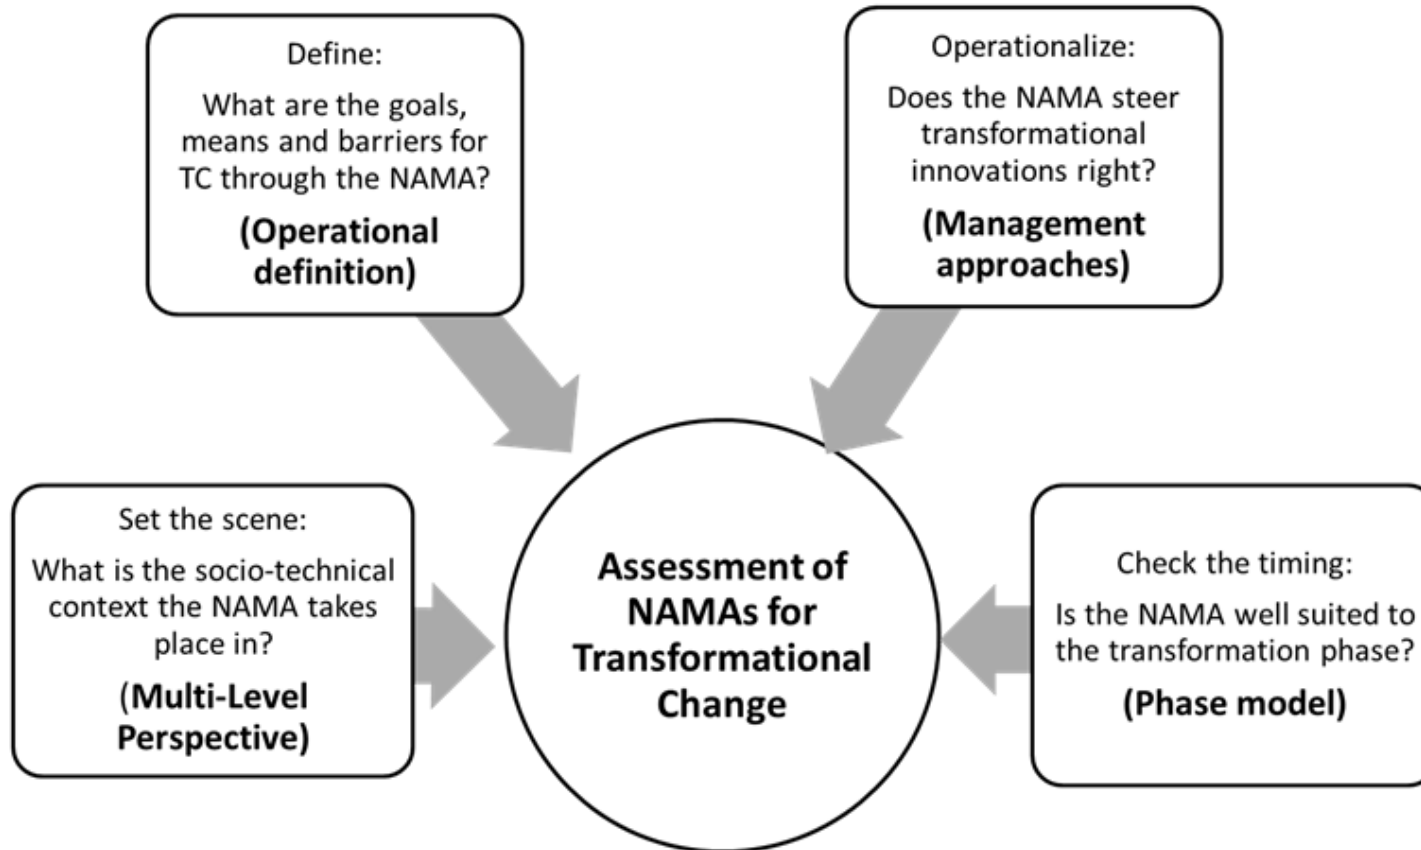 Define:
What are the goals,
means and barriers for
TC through the NAMA?
(Operational
definition)
Operationalize:
Does the NAMA steer
transformational
innovations right?
(Management
approaches)
Set the scene:
What is the socio-technical
context the NAMA takes
place in?
(Multi-Level
Perspective)
Assessment of
NAMAs for
Transformational
Change
Check the timing:
Is the NAMA well suited to
the transformation phase?
(Phase model)